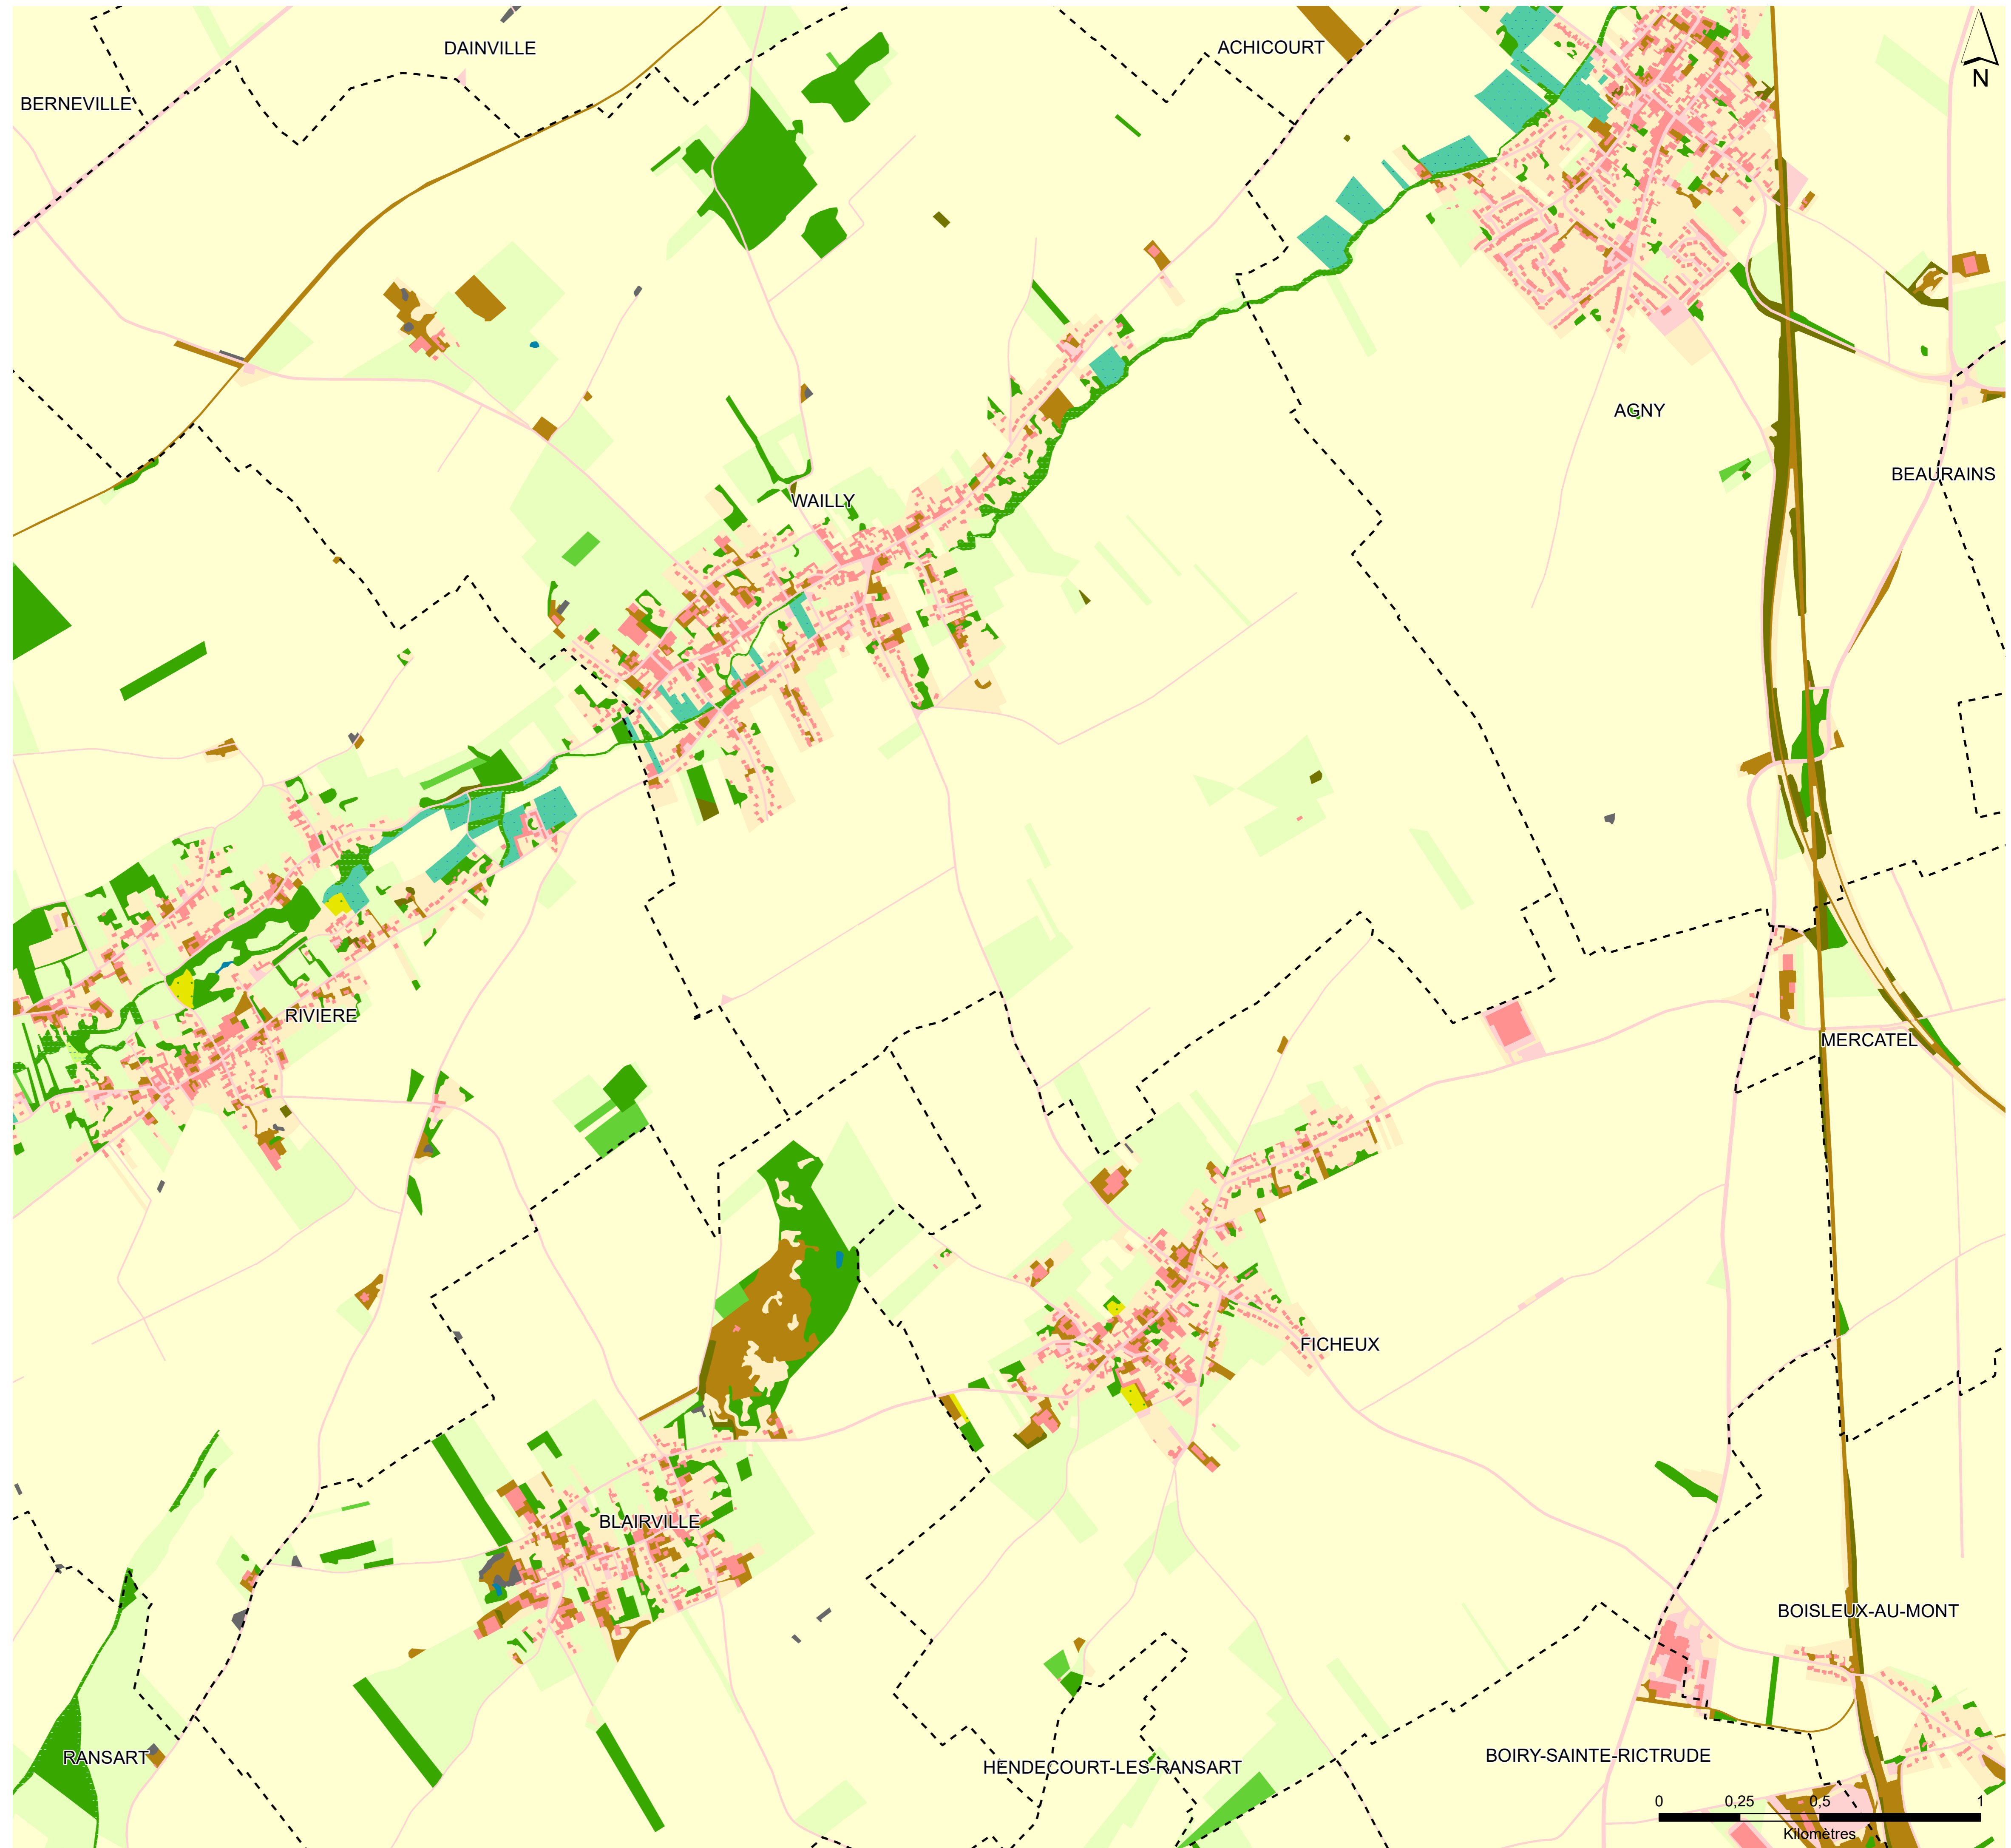 DAINVILLE
ACHICOURT
BERNEVILLE
N
AGNY
BEAURAINS
WAILLY
RIVIERE
MERCATEL
FICHEUX
BLAIRVILLE
BOISLEUX-AU-MONT
RANSART
HENDECOURT-LES-RANSART
BOIRY-SAINTE-RICTRUDE
0 0,25 0,5 1
Kilomètres